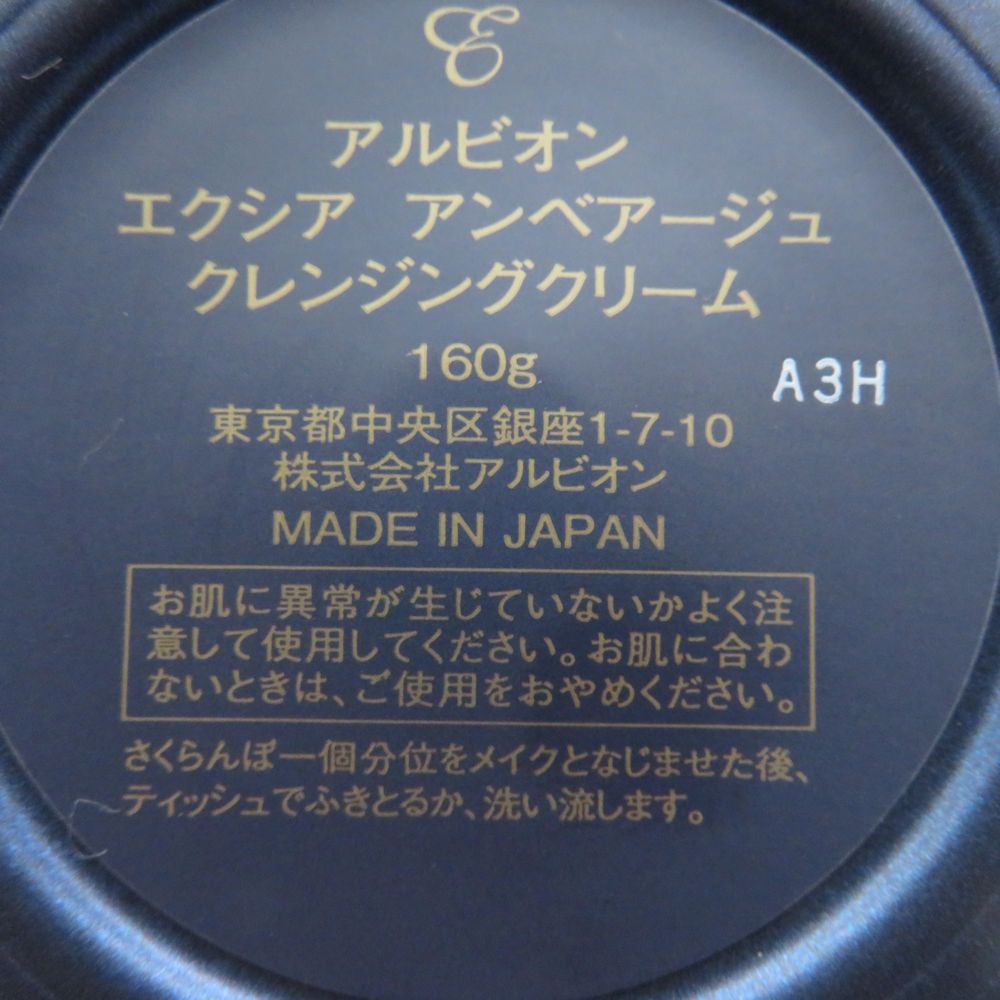 E
アルビオン
エクシア アンベアージュ
クレンジングクリーム
160g
A3H
東京都中央区銀座1-7-10
株式会社アルビオン
MADE IN JAPAN
お肌に異常が生じていないかよく注
意して使用してください。お肌に合わ
ないときは、ご使用をおやめください。
さくらんぼ一個分位をメイクとなじませた後、
ティッシュでふきとるか、洗い流します。